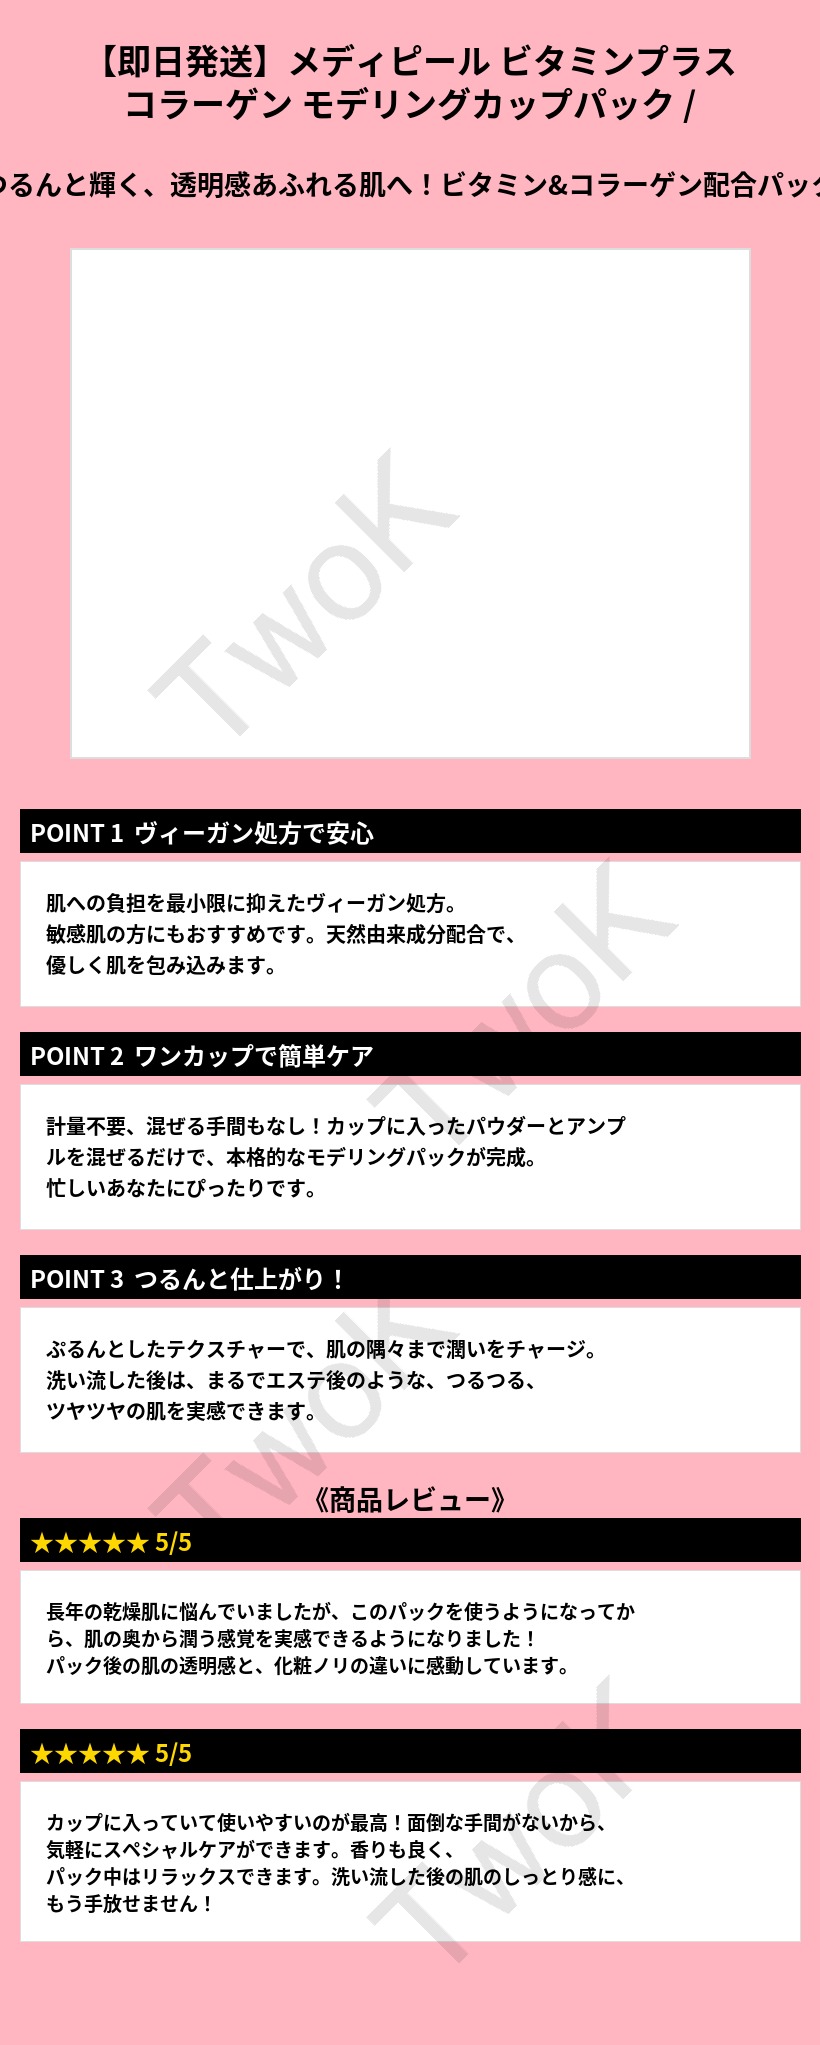 【即日発送】メディピール ビタミンプラス
コラーゲン モデリングカップパック /
つるんと輝く、透明感あふれる肌へ！ビタミン&コラーゲン配合パック
TwoK
POINT 1 ヴィーガン処方で安心
肌への負担を最小限に抑えたヴィーガン処方。
敏感肌の方にもおすすめです。天然由来成分配合で、
優しく肌を包み込みます。
TwoK
POINT 2 ワンカップで簡単ケア
計量不要、混ぜる手間もなし！カップに入ったパウダーとアンプ
ルを混ぜるだけで、本格的なモデリングパックが完成。
忙しいあなたにぴったりです。
POINT 3 つるんと仕上がり！
ぷるんとしたテクスチャーで、肌の隅々まで潤いをチャージ。
洗い流した後は、まるでエステ後のような、つるつる、
ツヤツヤの肌を実感できます。
TwoK
《商品レビュー》
★★★★★ 5/5
長年の乾燥肌に悩んでいましたが、このパックを使うようになってか
ら、肌の奥から潤う感覚を実感できるようになりました！
パック後の肌の透明感と、化粧ノリの違いに感動しています。
★★★★★ 5/5
カップに入っていて使いやすいのが最高！面倒な手間がないから、
気軽にスペシャルケアができます。香りも良く、
パック中はリラックスできます。洗い流した後の肌のしっとり感に、
もう手放せません！
TwoK